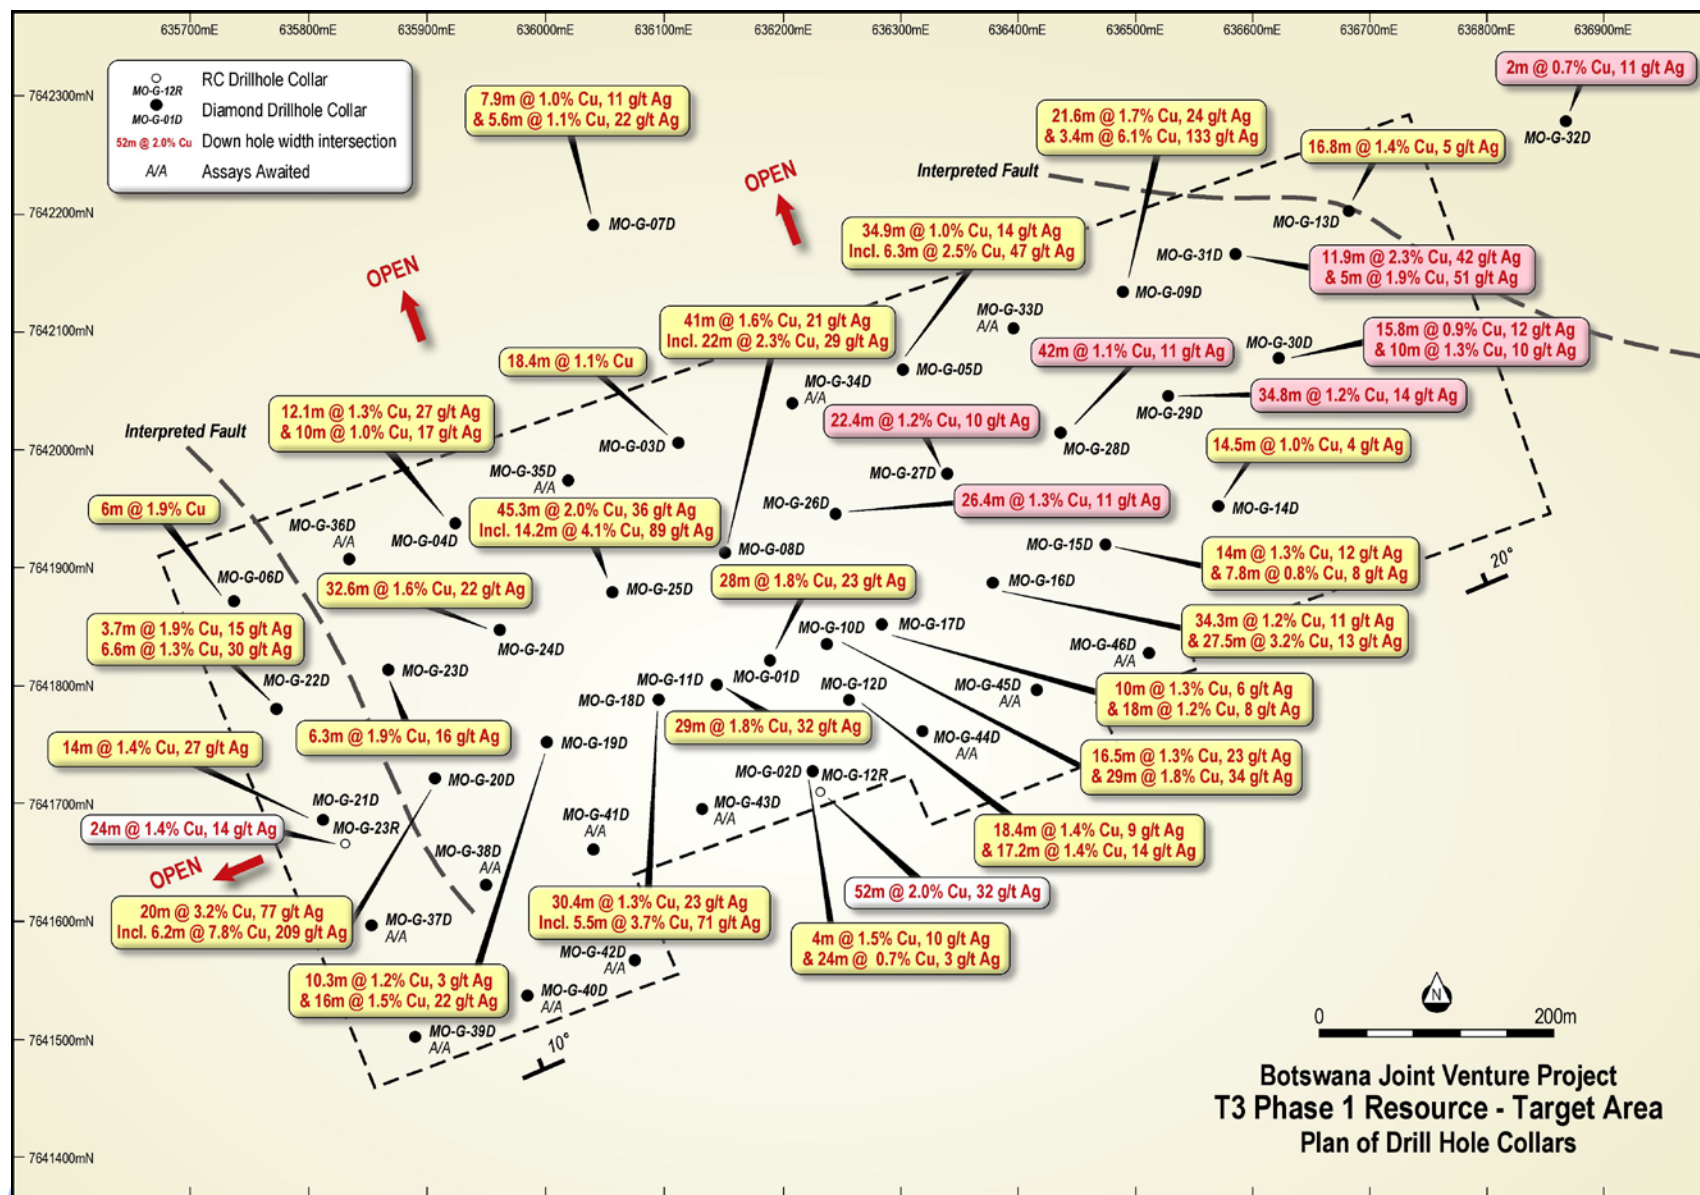 635700mE
635800mE
635900mE
636000mE
636100mE
636200mE
636300mE
636400mE
636500mE
636600mE
636700mE
636800mE
636900mE
7642300mN
7642200mN
7642100mN
7642000mN
7641900mN
7641800mN
7641700mN
7641600mN
7641500mN
7641400mN
MO-G-12R
RC Drillhole Collar
MO-G-01D
Diamond Drillhole Collar
52m @ 2.0% Cu
Down hole width intersection
A/A
Assays Awaited
7.9m @ 1.0% Cu, 11 g/t Ag
& 5.6m @ 1.1% Cu, 22 g/t Ag
MO-G-07D
OPEN
OPEN
2m @ 0.7% Cu, 11 g/t Ag
MO-G-32D
21.6m @ 1.7% Cu, 24 g/t Ag
& 3.4m @ 6.1% Cu, 133 g/t Ag
MO-G-09D
16.8m @ 1.4% Cu, 5 g/t Ag
MO-G-13D
Interpreted Fault
34.9m @ 1.0% Cu, 14 g/t Ag
Incl. 6.3m @ 2.5% Cu, 47 g/t Ag
MO-G-05D
MO-G-31D
11.9m @ 2.3% Cu, 42 g/t Ag
& 5m @ 1.9% Cu, 51 g/t Ag
MO-G-33D
A/A
41m @ 1.6% Cu, 21 g/t Ag
Incl. 22m @ 2.3% Cu, 29 g/t Ag
MO-G-08D
15.8m @ 0.9% Cu, 12 g/t Ag
& 10m @ 1.3% Cu, 10 g/t Ag
MO-G-30D
42m @ 1.1% Cu, 11 g/t Ag
MO-G-28D
18.4m @ 1.1% Cu
MO-G-03D
MO-G-34D
A/A
34.8m @ 1.2% Cu, 14 g/t Ag
MO-G-29D
12.1m @ 1.3% Cu, 27 g/t Ag
& 10m @ 1.0% Cu, 17 g/t Ag
MO-G-04D
22.4m @ 1.2% Cu, 10 g/t Ag
MO-G-27D
Interpreted Fault
14.5m @ 1.0% Cu, 4 g/t Ag
MO-G-14D
MO-G-35D
A/A
26.4m @ 1.3% Cu, 11 g/t Ag
MO-G-26D
6m @ 1.9% Cu
MO-G-06D
MO-G-36D
A/A
45.3m @ 2.0% Cu, 36 g/t Ag
Incl. 14.2m @ 4.1% Cu, 89 g/t Ag
MO-G-25D
MO-G-15D
14m @ 1.3% Cu, 12 g/t Ag
& 7.8m @ 0.8% Cu, 8 g/t Ag
20°
28m @ 1.8% Cu, 23 g/t Ag
MO-G-01D
MO-G-16D
34.3m @ 1.2% Cu, 11 g/t Ag
& 27.5m @ 3.2% Cu, 13 g/t Ag
32.6m @ 1.6% Cu, 22 g/t Ag
MO-G-24D
3.7m @ 1.9% Cu, 15 g/t Ag
6.6m @ 1.3% Cu, 30 g/t Ag
MO-G-22D
MO-G-10D
MO-G-17D
MO-G-46D
A/A
MO-G-23D
6.3m @ 1.9% Cu, 16 g/t Ag
MO-G-11D
MO-G-18D
MO-G-12D
MO-G-45D
A/A
10m @ 1.3% Cu, 6 g/t Ag
& 18m @ 1.2% Cu, 8 g/t Ag
29m @ 1.8% Cu, 32 g/t Ag
MO-G-44D
A/A
14m @ 1.4% Cu, 27 g/t Ag
MO-G-21D
MO-G-19D
MO-G-20D
MO-G-02D
MO-G-12R
16.5m @ 1.3% Cu, 23 g/t Ag
& 29m @ 1.8% Cu, 34 g/t Ag
24m @ 1.4% Cu, 14 g/t Ag
MO-G-23R
MO-G-41D
A/A
MO-G-43D
A/A
18.4m @ 1.4% Cu, 9 g/t Ag
& 17.2m @ 1.4% Cu, 14 g/t Ag
OPEN
MO-G-38D
A/A
52m @ 2.0% Cu, 32 g/t Ag
20m @ 3.2% Cu, 77 g/t Ag
Incl. 6.2m @ 7.8% Cu, 209 g/t Ag
MO-G-37D
A/A
30.4m @ 1.3% Cu, 23 g/t Ag
Incl. 5.5m @ 3.7% Cu, 71 g/t Ag
4m @ 1.5% Cu, 10 g/t Ag
& 24m @ 0.7% Cu, 3 g/t Ag
MO-G-42D
A/A
10.3m @ 1.2% Cu, 3 g/t Ag
& 16m @ 1.5% Cu, 22 g/t Ag
MO-G-40D
A/A
MO-G-39D
A/A
10°
N
0
200m
Botswana Joint Venture Project
T3 Phase 1 Resource - Target Area
Plan of Drill Hole Collars